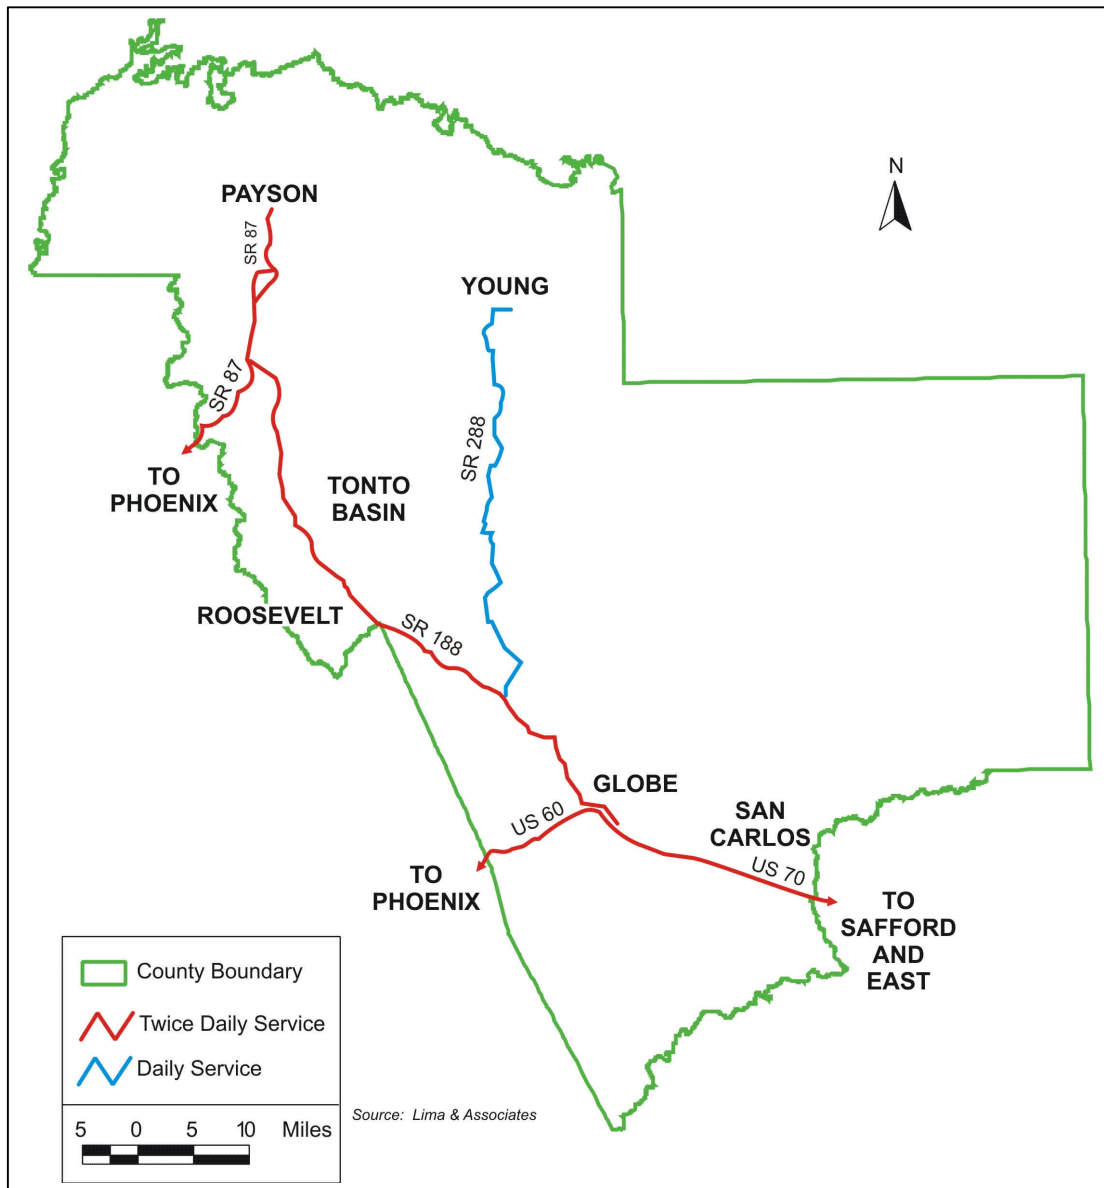 N
PAYSON
SR 87
YOUNG
SR 87
SR 288
TO
PHOENIX
TONTO
BASIN
ROOSEVELT
SR 188
GLOBE
US 60
SAN
CARLOS
US 70
TO
PHOENIX
TO
SAFFORD
AND
EAST
County Boundary
Twice Daily Service
Daily Service
Source: Lima & Associates
5 0 5 10 Miles